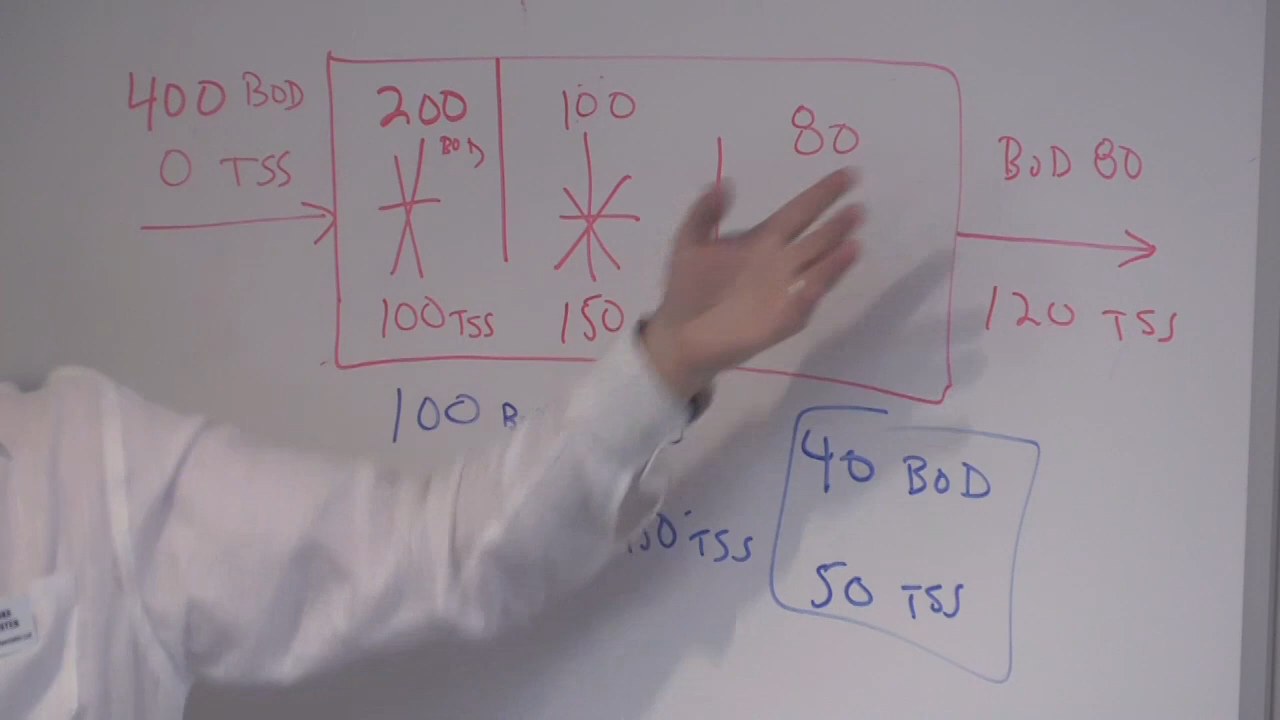 400 BOD
0 TSS
200
BOD
100 TSS
100
150
80
BOD 80
120 TSS
100 B
TSS
40 BOD
50 TSS